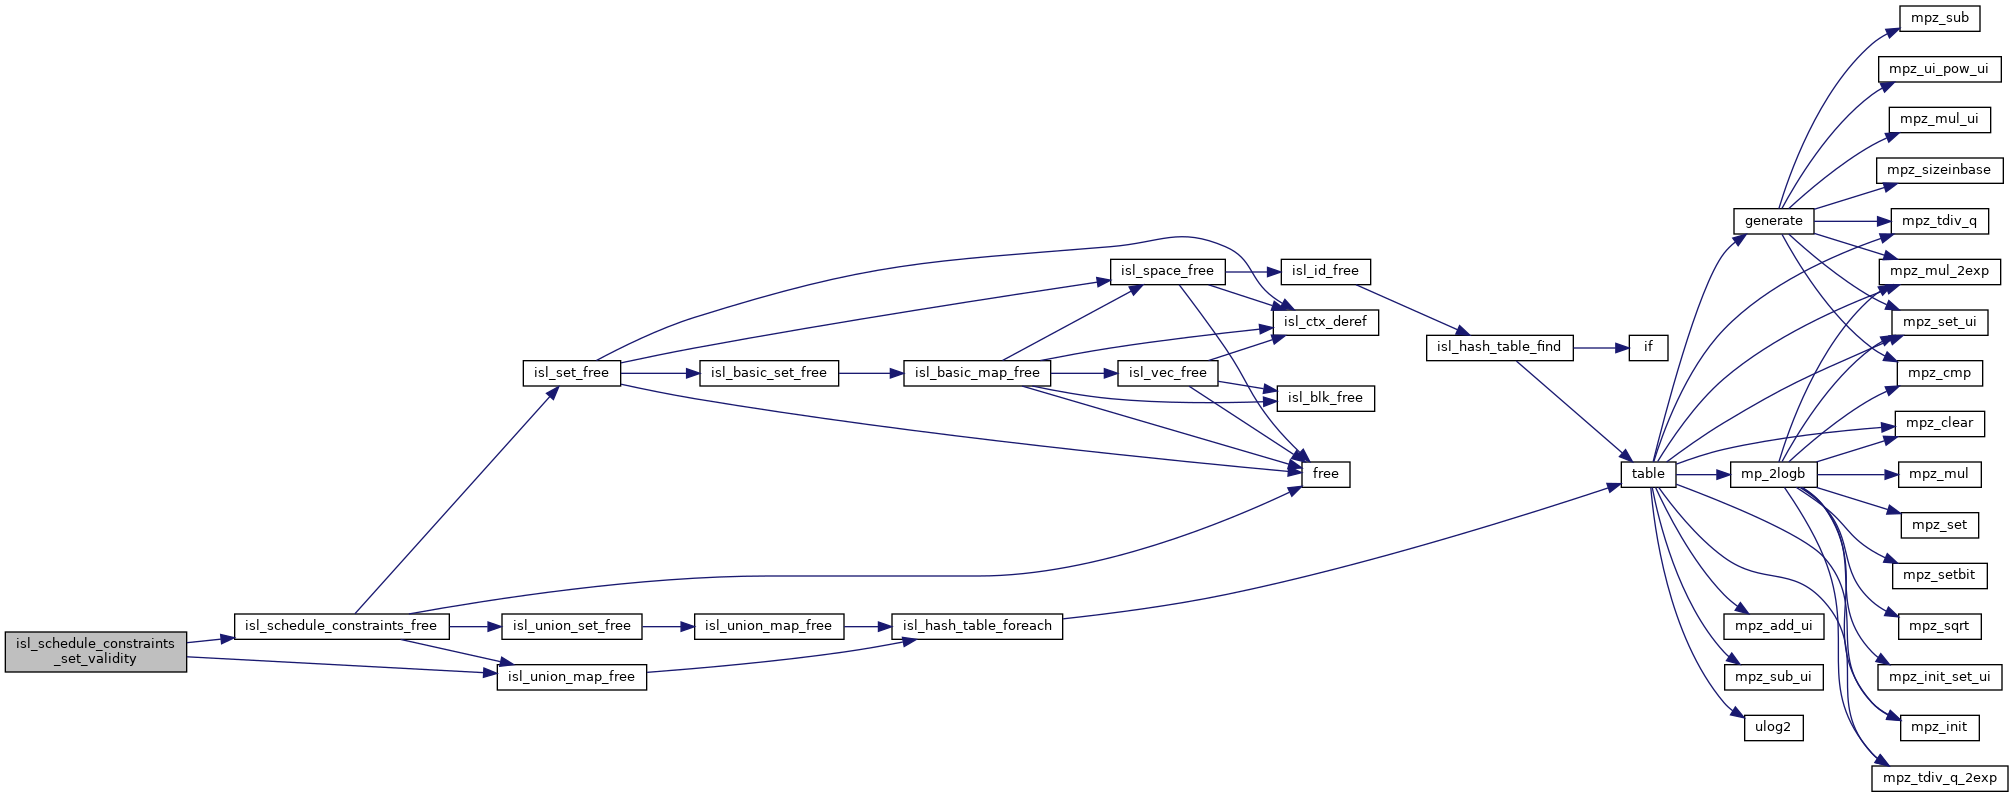 isl_schedule_constraints
_set_validity
isl_schedule_constraints_free
isl_set_free
isl_union_set_free
isl_union_map_free
isl_basic_set_free
isl_union_map_free
isl_basic_map_free
isl_hash_table_foreach
isl_space_free
isl_vec_free
isl_id_free
isl_ctx_deref
isl_blk_free
free
isl_hash_table_find
if
table
generate
mp_2logb
mpz_add_ui
mpz_sub_ui
ulog2
mpz_sub
mpz_ui_pow_ui
mpz_mul_ui
mpz_sizeinbase
mpz_tdiv_q
mpz_mul_2exp
mpz_set_ui
mpz_cmp
mpz_clear
mpz_mul
mpz_set
mpz_setbit
mpz_sqrt
mpz_init_set_ui
mpz_init
mpz_tdiv_q_2exp